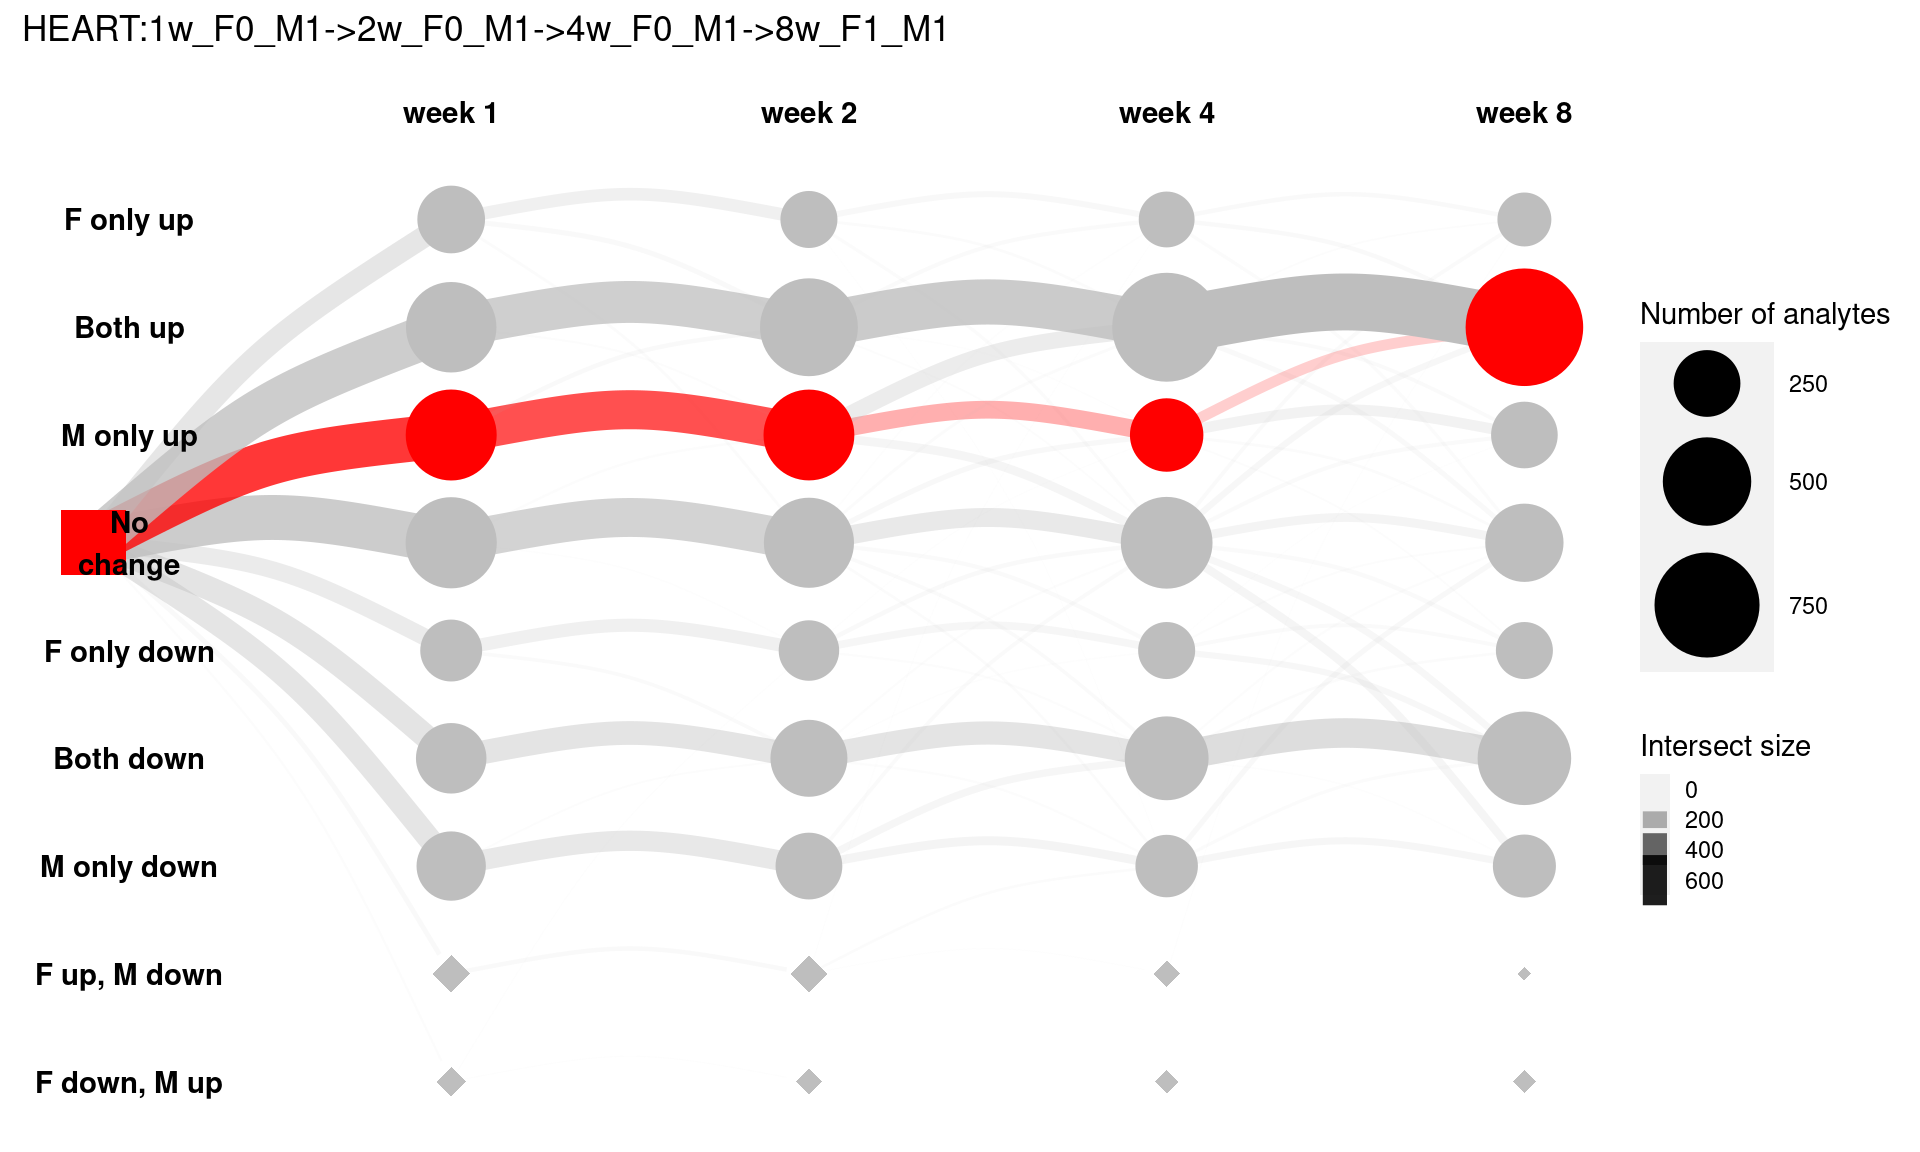 HEART:1w_F0_M1->2w_F0_M1->4w_F0_M1->8w_F1_M1
week 1
week 2
week 4
week 8
F only up
Both up
M only up
No
change
F only down
Both down
M only down
F up, M down
F down, M up
Number of analytes
250
500
750
Intersect size
0
200
400
600